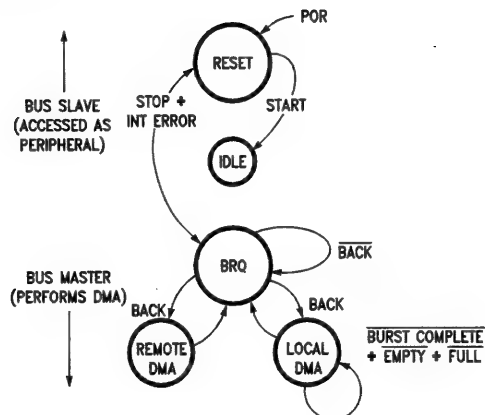 POR
RESET
START
STOP +
INT ERROR
BUS SLAVE
(ACCESSED AS
PERIPHERAL)
IDLE
BRQ
BACK
BUS MASTER
(PERFORMS DMA)
BACK
BACK
REMOTE
DMA
LOCAL
DMA
BURST COMPLETE
+ EMPTY + FULL